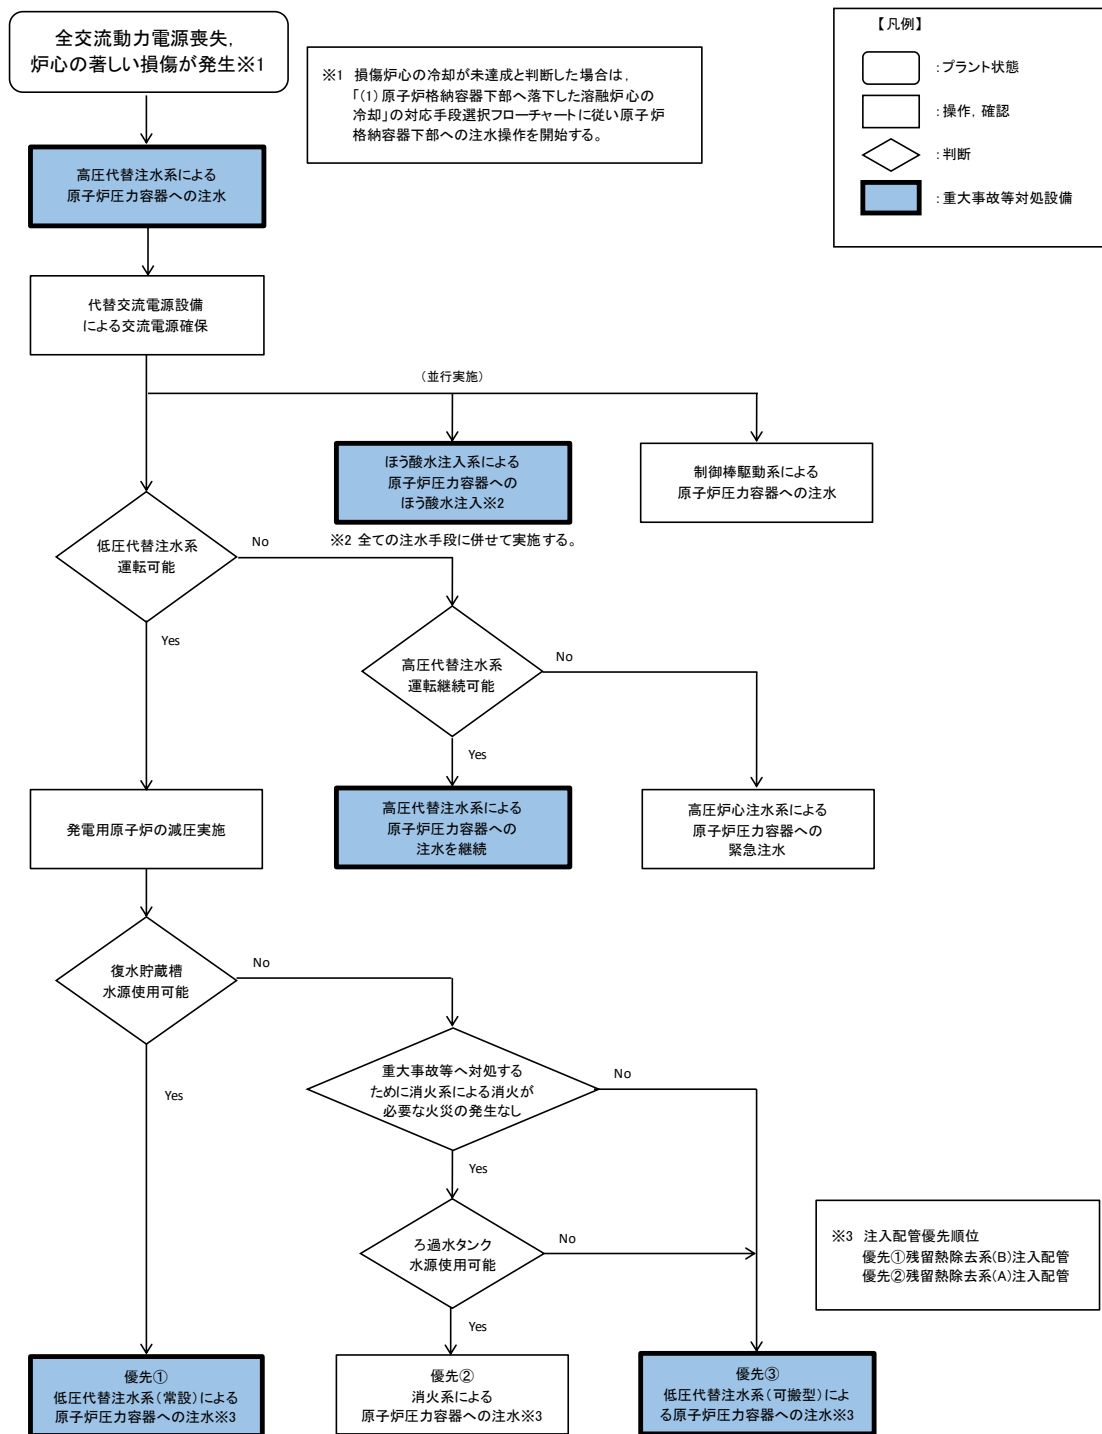 全交流動力電源喪失,
炉心の著しい損傷が発生※1
※1 損傷炉心の冷却が未達成と判断した場合は,
「(1) 原子炉格納容器下部へ落下した溶融炉心の
冷却」の対応手段選択フローチャートに従い原子炉
格納容器下部への注水操作を開始する。
【凡例】
:プラント状態
:操作, 確認
:判断
:重大事故等対処設備
高圧代替注水系による
原子炉圧力容器への注水
代替交流電源設備
による交流電源確保
(並行実施)
ほう酸水注入系による
原子炉圧力容器への
ほう酸水注入※2
制御棒駆動系による
原子炉圧力容器への注水
※2 全ての注水手段に併せて実施する。
低圧代替注水系
運転可能
No
Yes
高圧代替注水系
運転継続可能
No
Yes
発電用原子炉の減圧実施
高圧代替注水系による
原子炉圧力容器への
注水を継続
高圧炉心注水系による
原子炉圧力容器への
緊急注水
復水貯蔵槽
水源使用可能
No
Yes
重大事故等へ対処する
ために消火系による消火が
必要な火災の発生なし
No
Yes
ろ過水タンク
水源使用可能
No
Yes
※3 注入配管優先順位
優先①残留熱除去系(B)注入配管
優先②残留熱除去系(A)注入配管
優先①
低圧代替注水系(常設)による
原子炉圧力容器への注水※3
優先②
消火系による
原子炉圧力容器への注水※3
優先③
低圧代替注水系(可搬型)によ
る原子炉圧力容器への注水※3